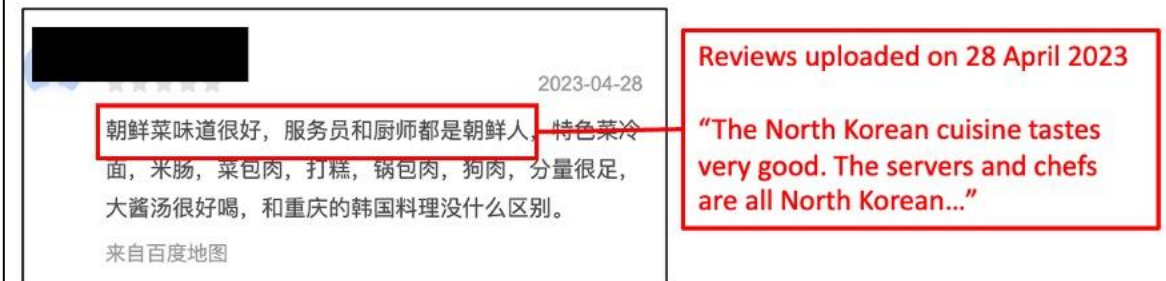 2023-04-28
朝鲜菜味道很好，服务员和厨师都是朝鲜人，特色菜冷
面，米肠，菜包肉，打糕，锅包肉，狗肉，分量很足，
大酱汤很好喝，和重庆的韩国料理没什么区别。
来自百度地图
Reviews uploaded on 28 April 2023
“The North Korean cuisine tastes
very good. The servers and chefs
are all North Korean…”